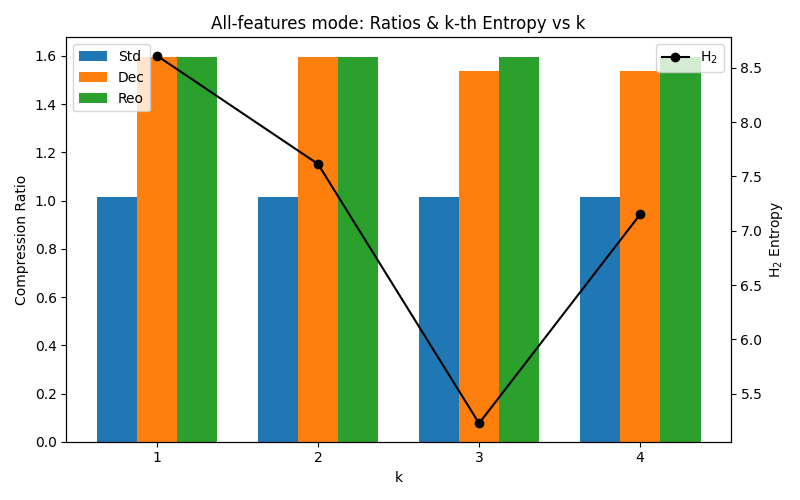 All-features mode: Ratios & k-th Entropy vs k
Std
Dec
Reo
H₂
Compression Ratio
1.6
1.4
1.2
1.0
0.8
0.6
0.4
0.2
0.0
8.5
8.0
7.5
7.0
6.5
6.0
5.5
H₂ Entropy
1 2 3 4
k